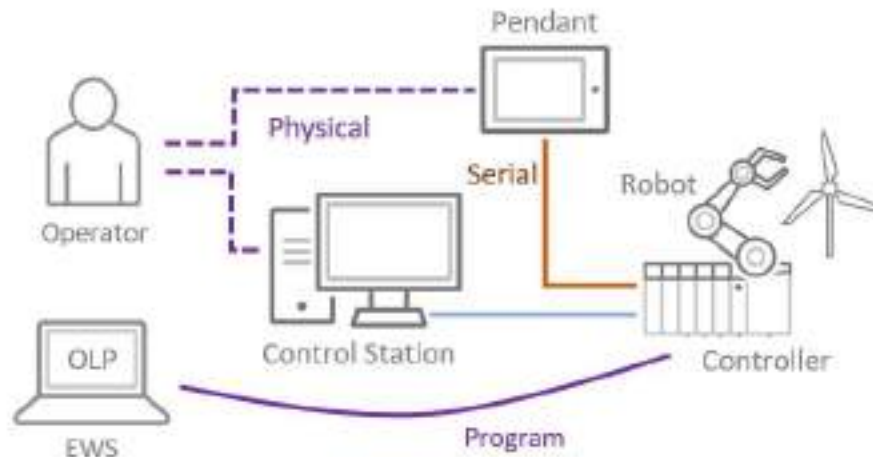 Pendant
Physical
Serial
Robot
Operator
OLP
Control Station
Controller
EWS
Program